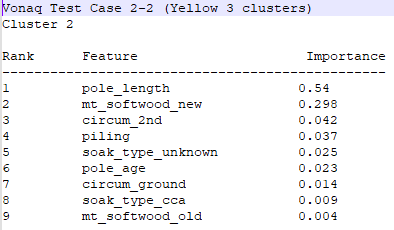 Vonaq Test Case 2-2 (Yellow 3 clusters)
Cluster 2
Rank Feature Importance
------------------------------------------------
1 pole_length 0.54
2 mt_softwood_new 0.298
3 circum_2nd 0.042
4 piling 0.037
5 soak_type_unknown 0.025
6 pole_age 0.023
7 circum_ground 0.014
8 soak_type_cca 0.009
9 mt_softwood_old 0.004